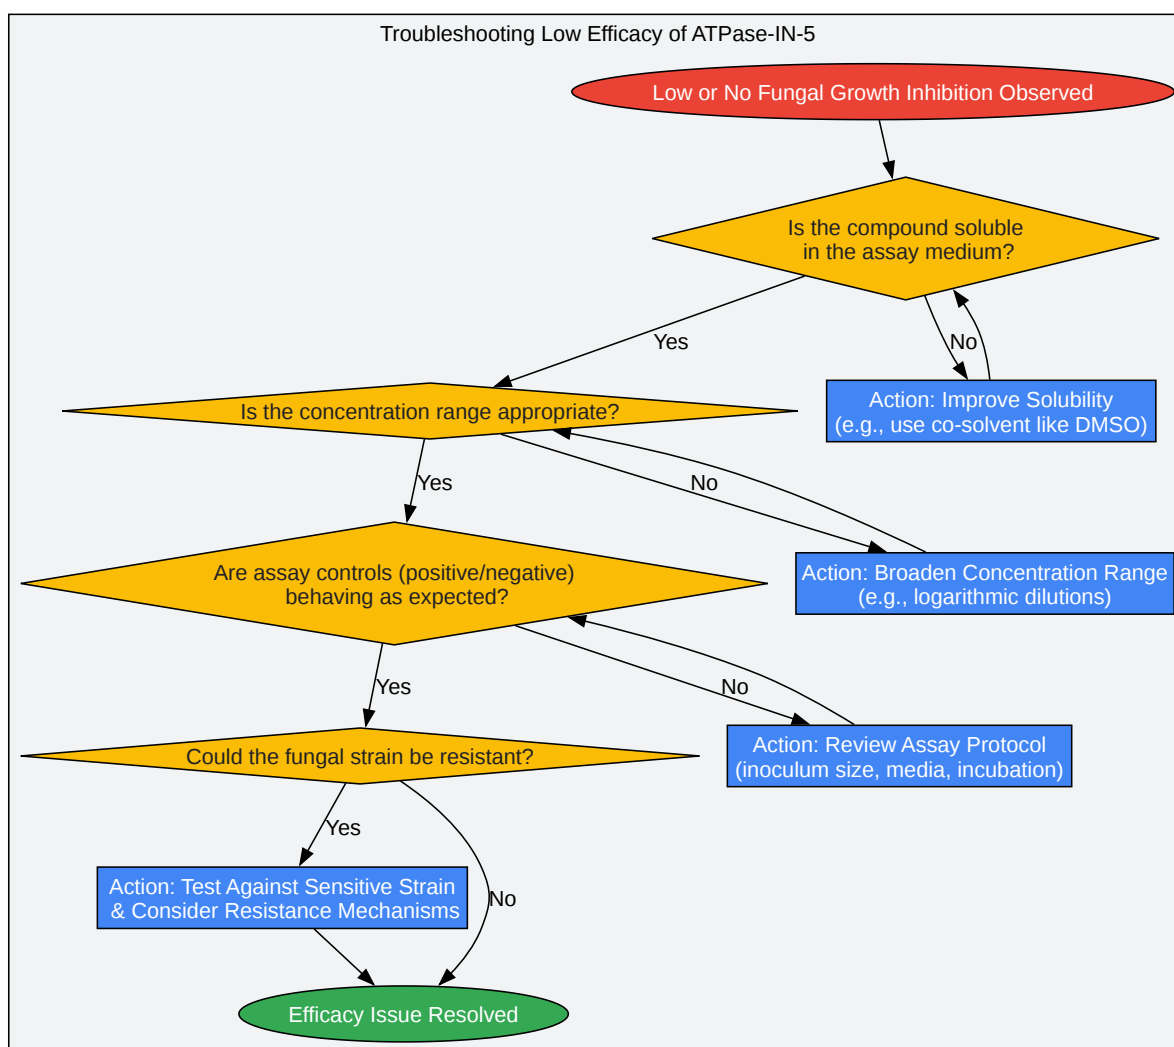 Troubleshooting Low Efficacy of ATPase-IN-5
Low or No Fungal Growth Inhibition Observed
Is the compound soluble
in the assay medium?
Yes
No
Action: Improve Solubility
(e.g., use co-solvent like DMSO)
Is the concentration range appropriate?
Yes
No
Action: Broaden Concentration Range
(e.g., logarithmic dilutions)
Are assay controls (positive/negative)
behaving as expected?
Yes
No
Action: Review Assay Protocol
(inoculum size, media, incubation)
Could the fungal strain be resistant?
Yes
No
Action: Test Against Sensitive Strain
& Consider Resistance Mechanisms
Efficacy Issue Resolved